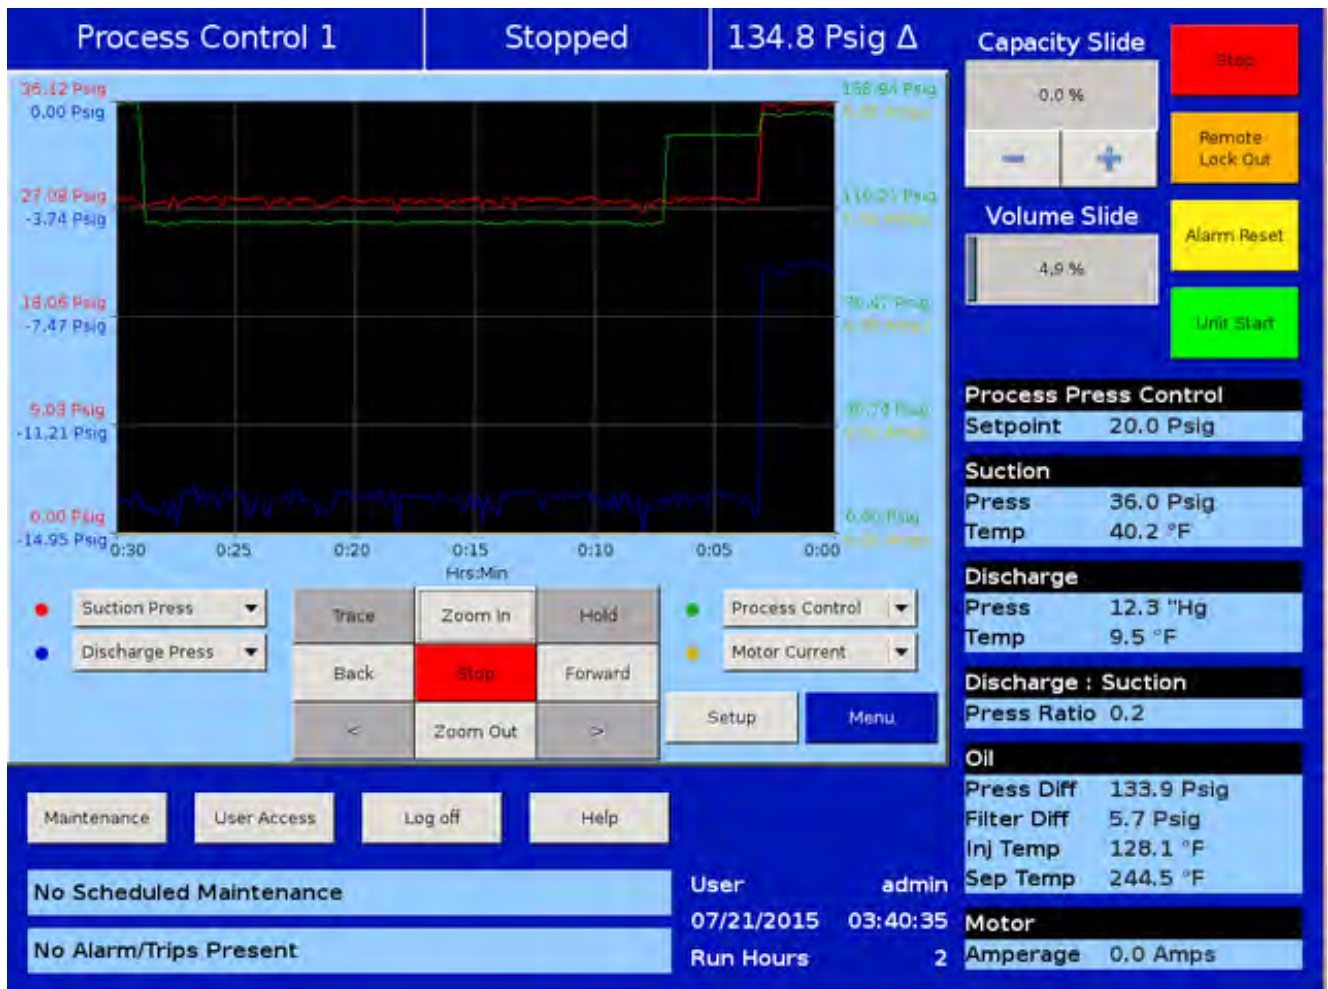 Process Control 1
Stopped
134.8 Psig Δ
36.12 Psig
0.00 Psig
27.09 Psig
-3.74 Psig
18.06 Psig
-7.47 Psig
9.03 Psig
-11.21 Psig
0.00 Psig
-14.95 Psig
0:30 0:25 0:20 0:15 0:10 0:05 0:00
Hrs:Min
Suction Press
Discharge Press
Trace Zoom In Hold
Back Stop Forward
< Zoom Out >
Process Control
Motor Current
Setup
Menu
Capacity Slide
0.0 %
Volume Slide
4.9 %
Stop
Remote
Lock Out
Alarm Reset
Unit Start
Process Press Control
Setpoint 20.0 Psig
Suction
Press 36.0 Psig
Temp 40.2 °F
Discharge
Press 12.3 "Hg
Temp 9.5 °F
Discharge : Suction
Press Ratio 0.2
Oil
Press Diff 133.9 Psig
Filter Diff 5.7 Psig
Inj Temp 128.1 °F
Sep Temp 244.5 °F
Motor
Amperage 0.0 Amps
Maintenance
User Access
Log off
Help
No Scheduled Maintenance
No Alarm/Trips Present
User admin
07/21/2015 03:40:35
Run Hours 2